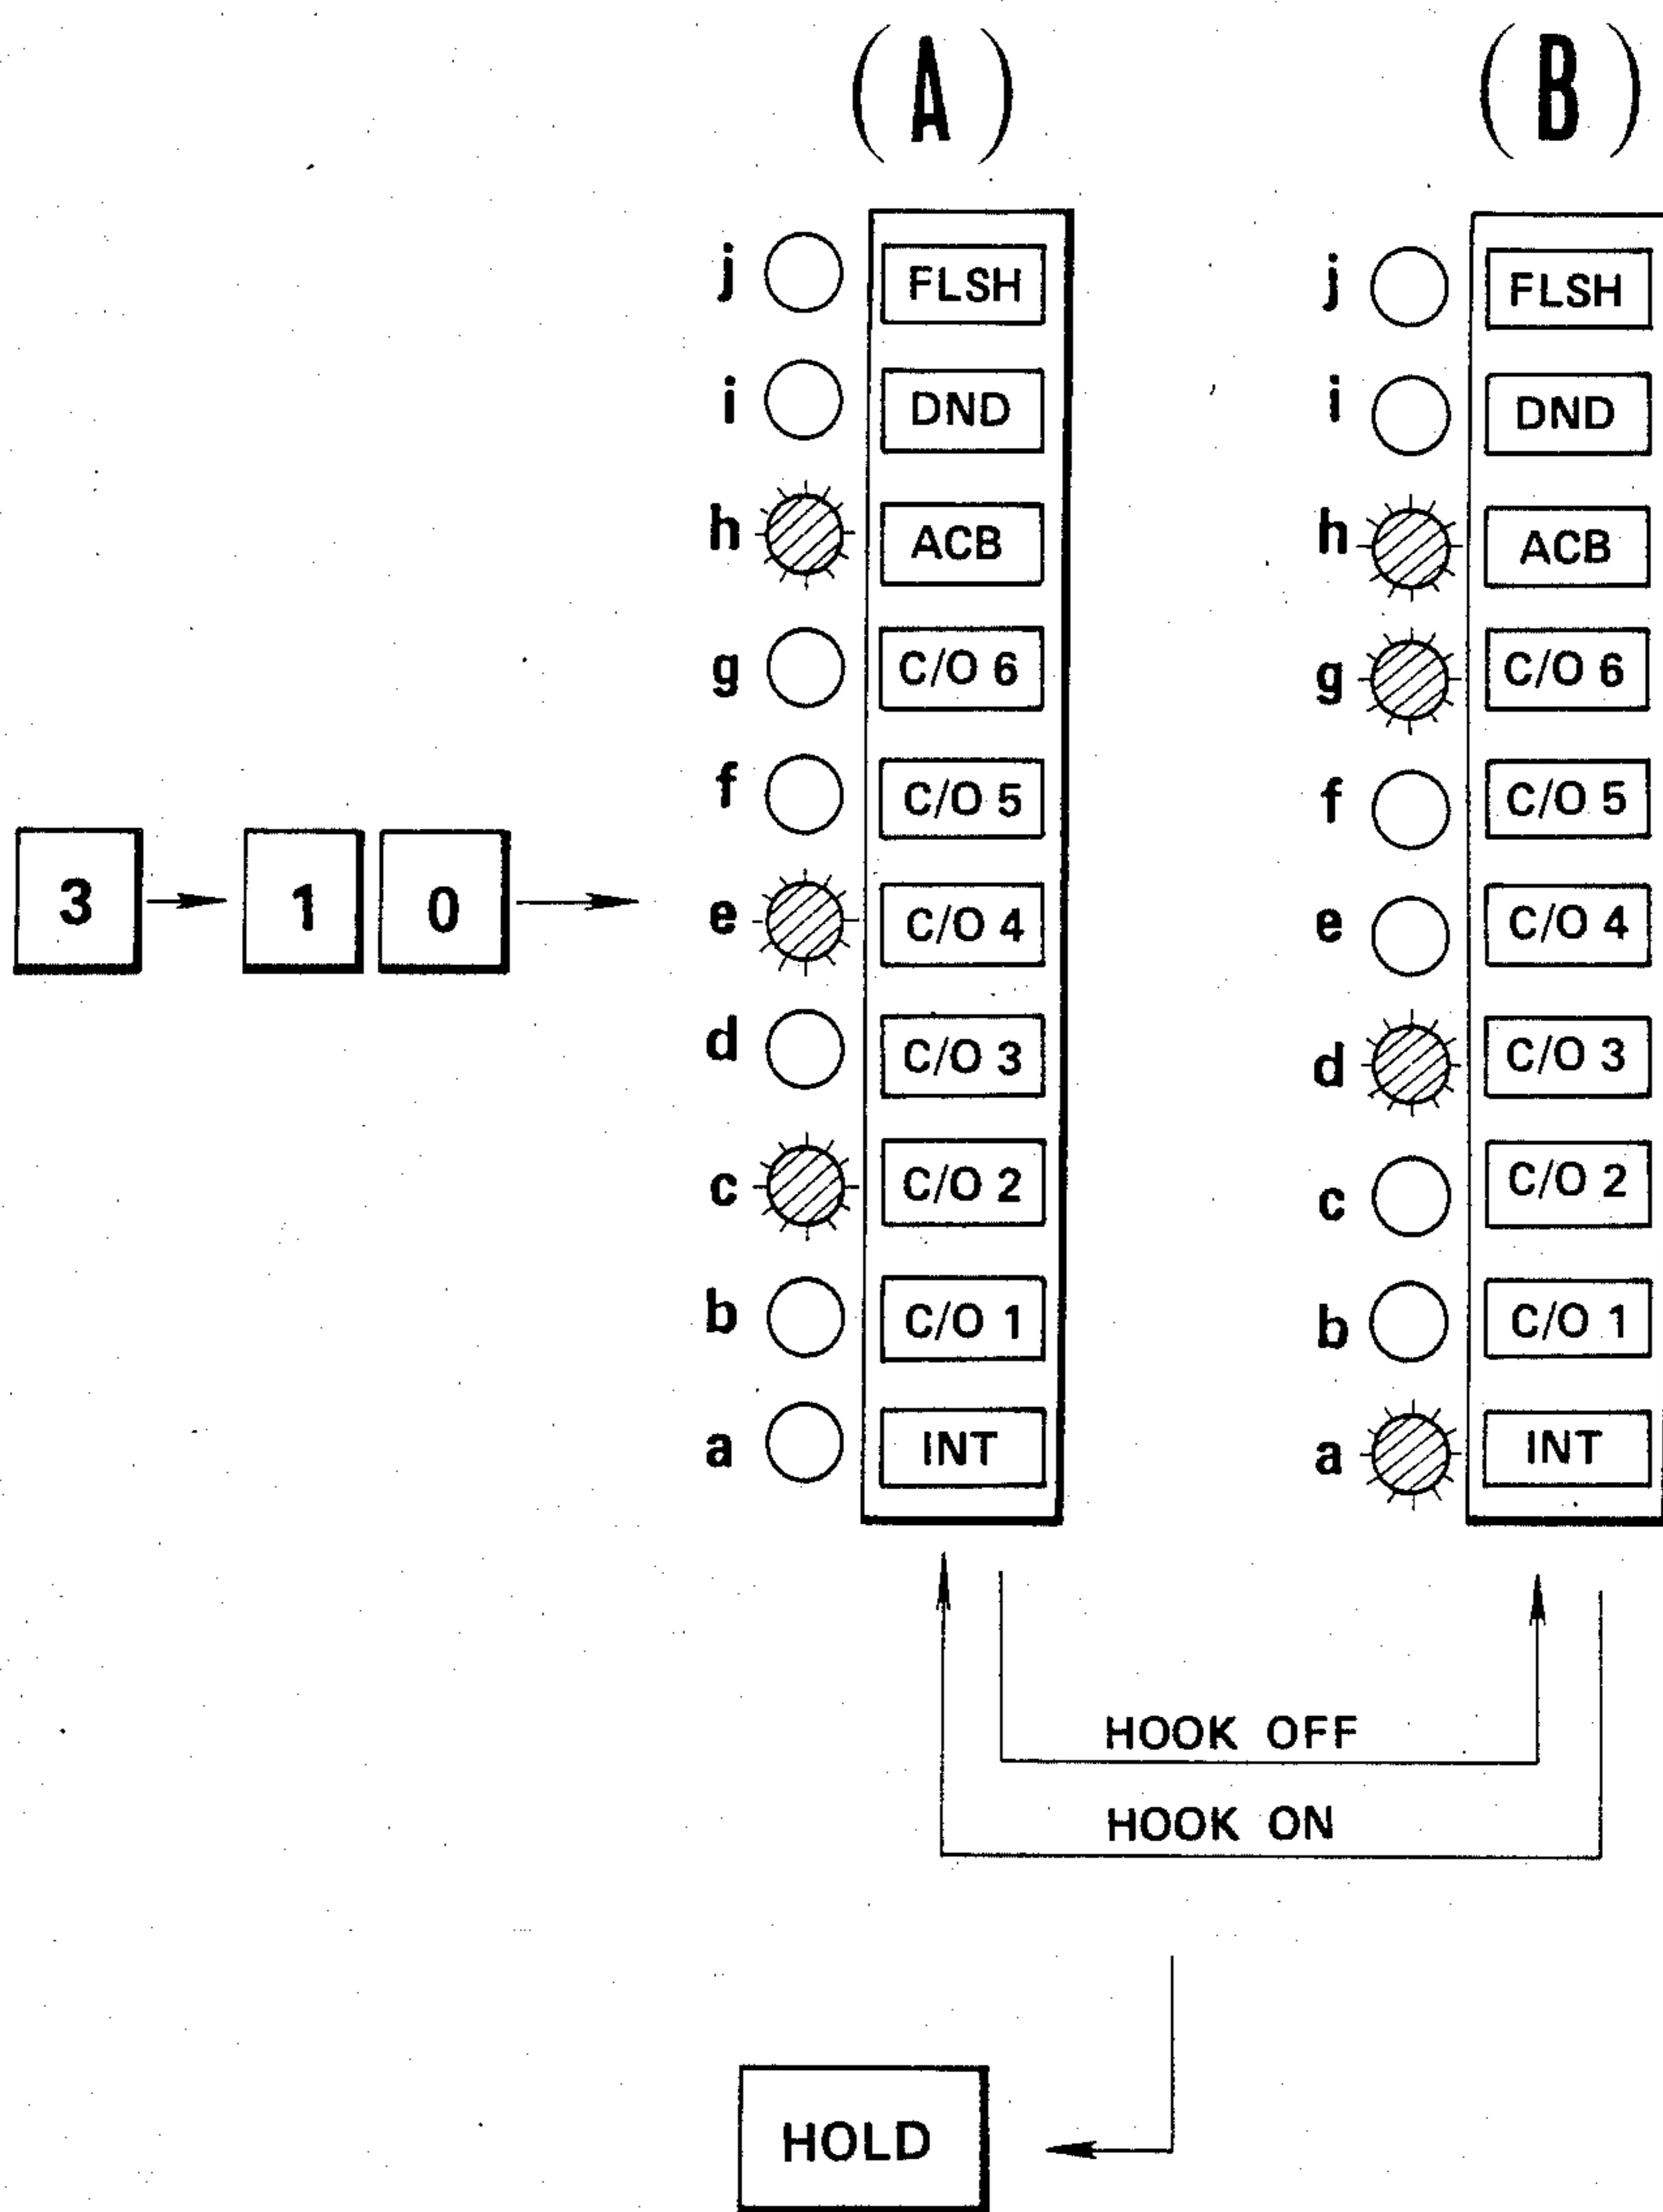 (A) (B)
j FLSH j FLSH
i DND i DND
h ACB h ACB
g C/O 6 g C/O 6
f C/O 5 f C/O 5
3 1 0 e C/O 4 e C/O 4
d C/O 3 d C/O 3
c C/O 2 c C/O 2
b C/O 1 b C/O 1
a INT a INT
HOOK OFF
HOOK ON
HOLD